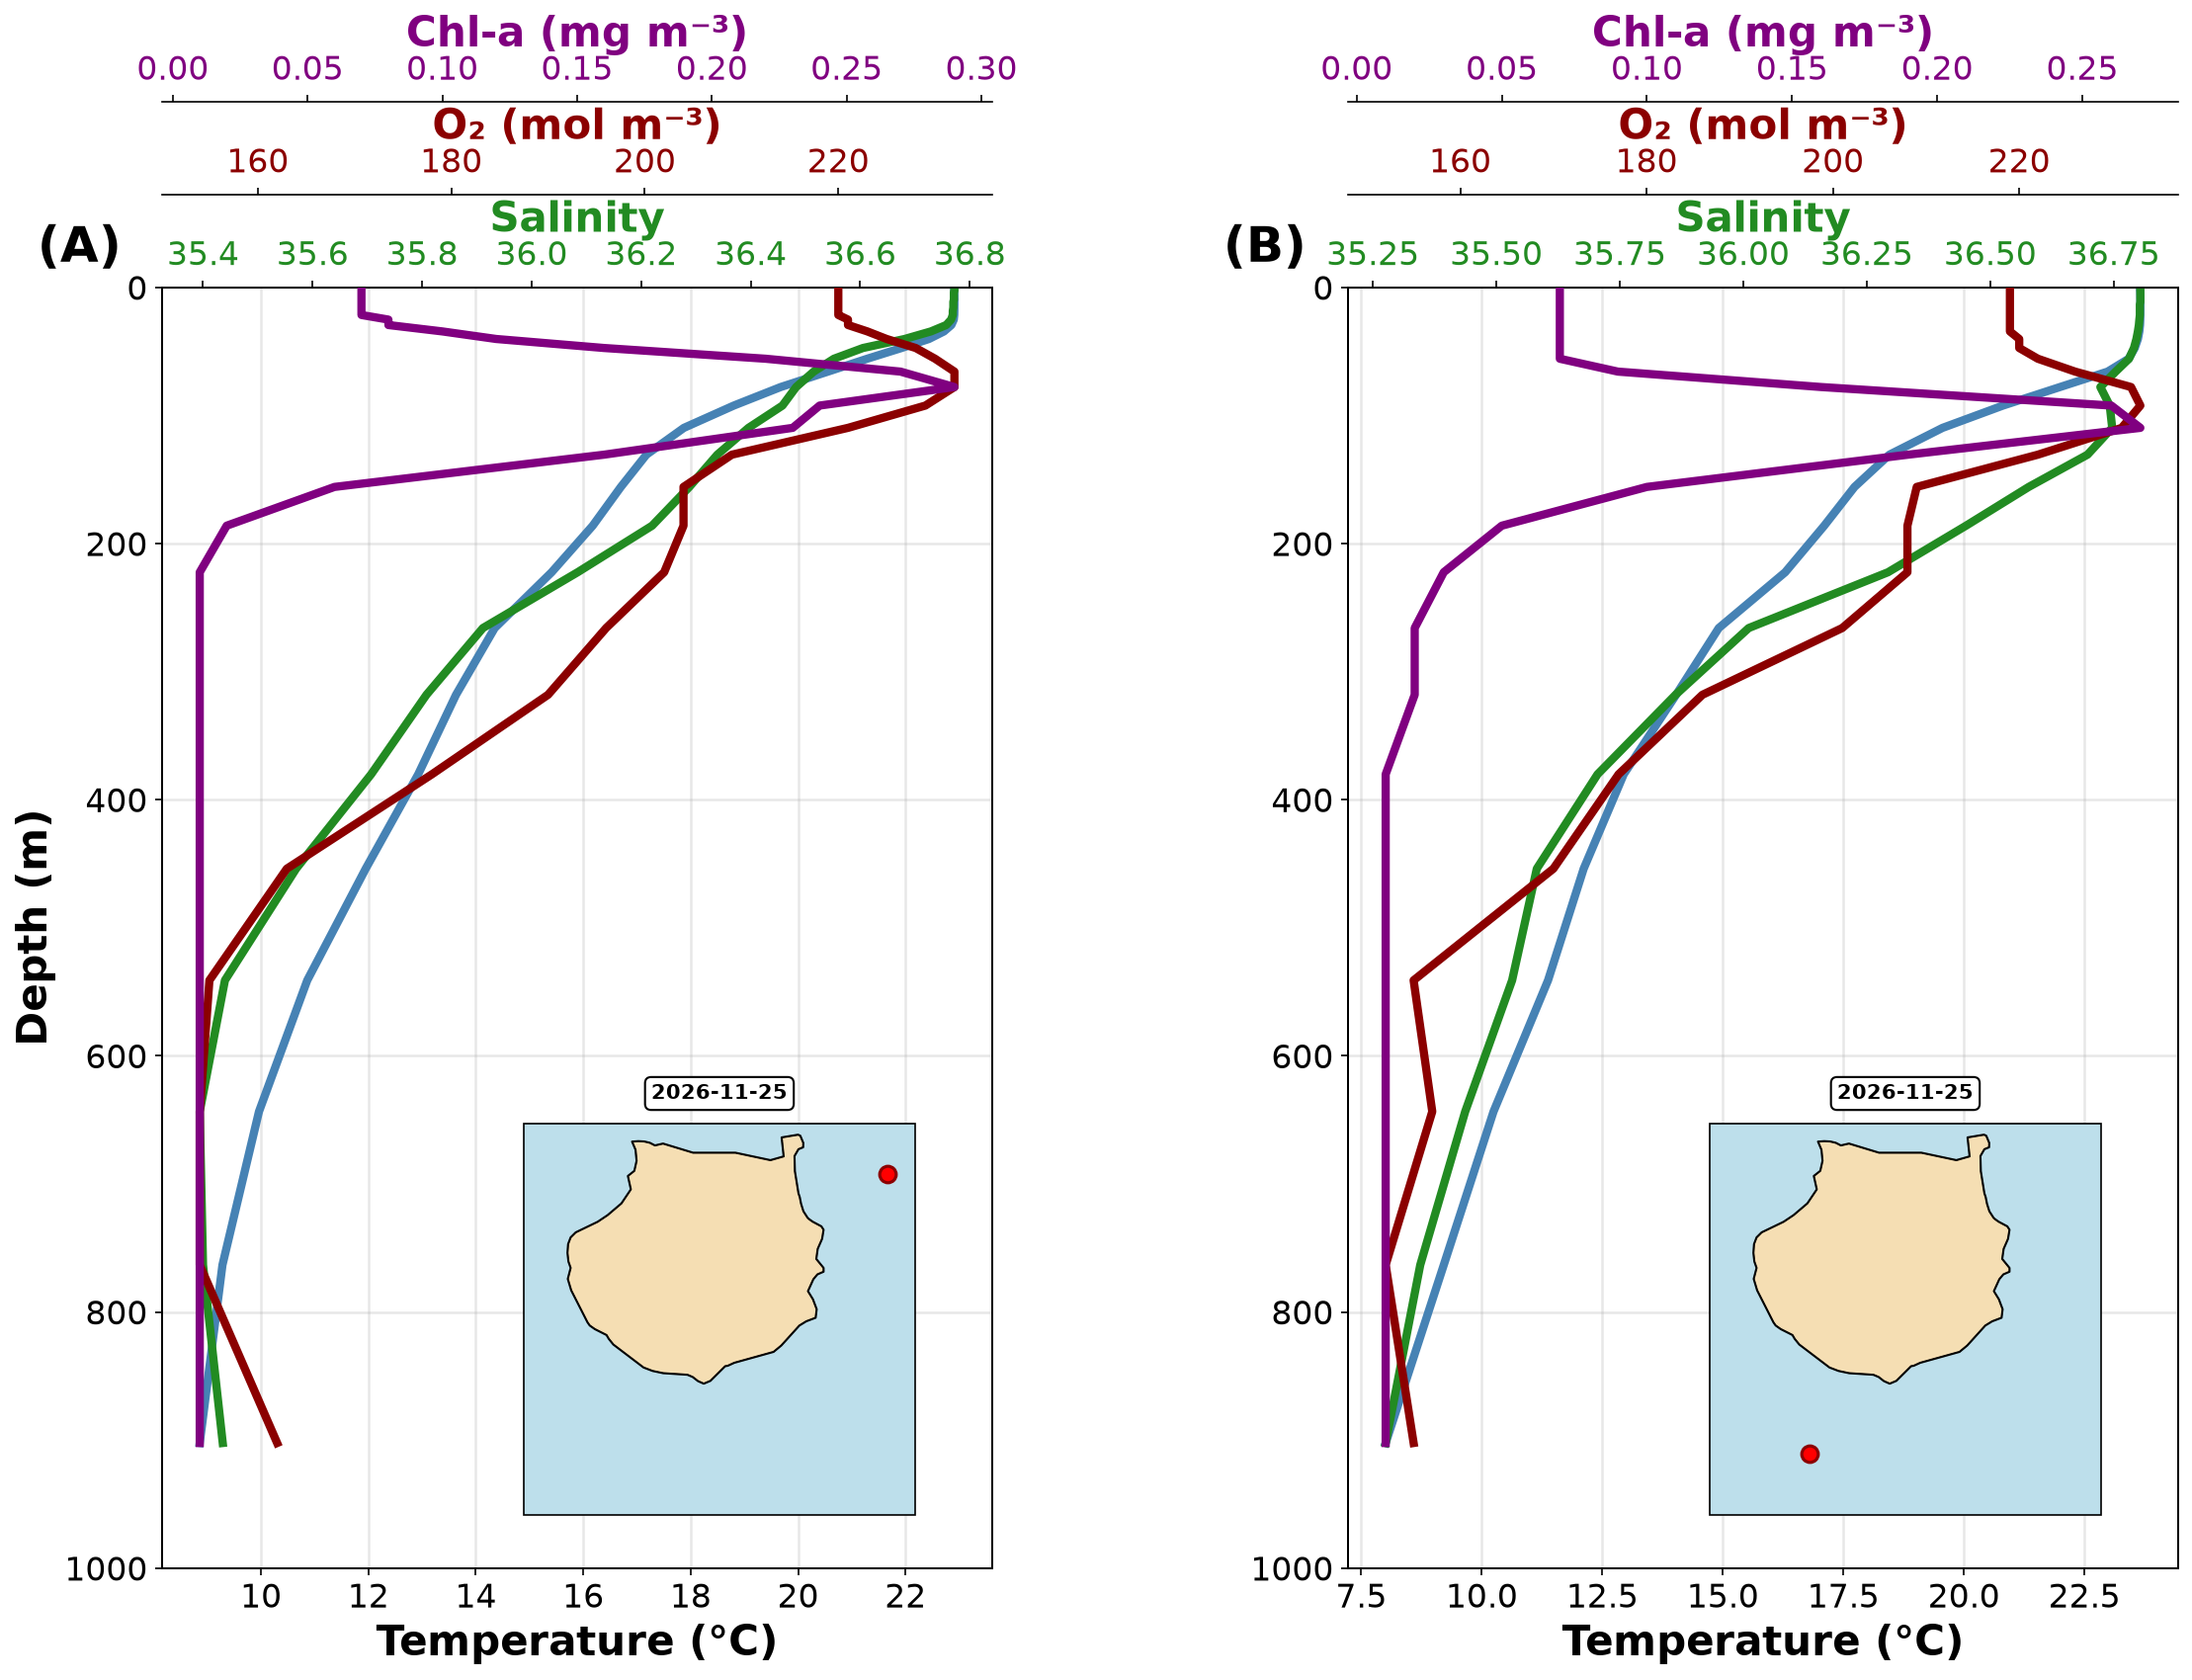 Chl-a (mg m⁻³)
0.00 0.05 0.10 0.15 0.20 0.25 0.30
O₂ (mol m⁻³)
160 180 200 220
Salinity
(A)
35.4 35.6 35.8 36.0 36.2 36.4 36.6 36.8
0
200
400
600
800
1000
Depth (m)
2026-11-25
10 12 14 16 18 20 22
Temperature (°C)
Chl-a (mg m⁻³)
0.00 0.05 0.10 0.15 0.20 0.25
O₂ (mol m⁻³)
160 180 200 220
Salinity
(B)
35.25 35.50 35.75 36.00 36.25 36.50 36.75
0
200
400
600
800
1000
2026-11-25
7.5 10.0 12.5 15.0 17.5 20.0 22.5
Temperature (°C)